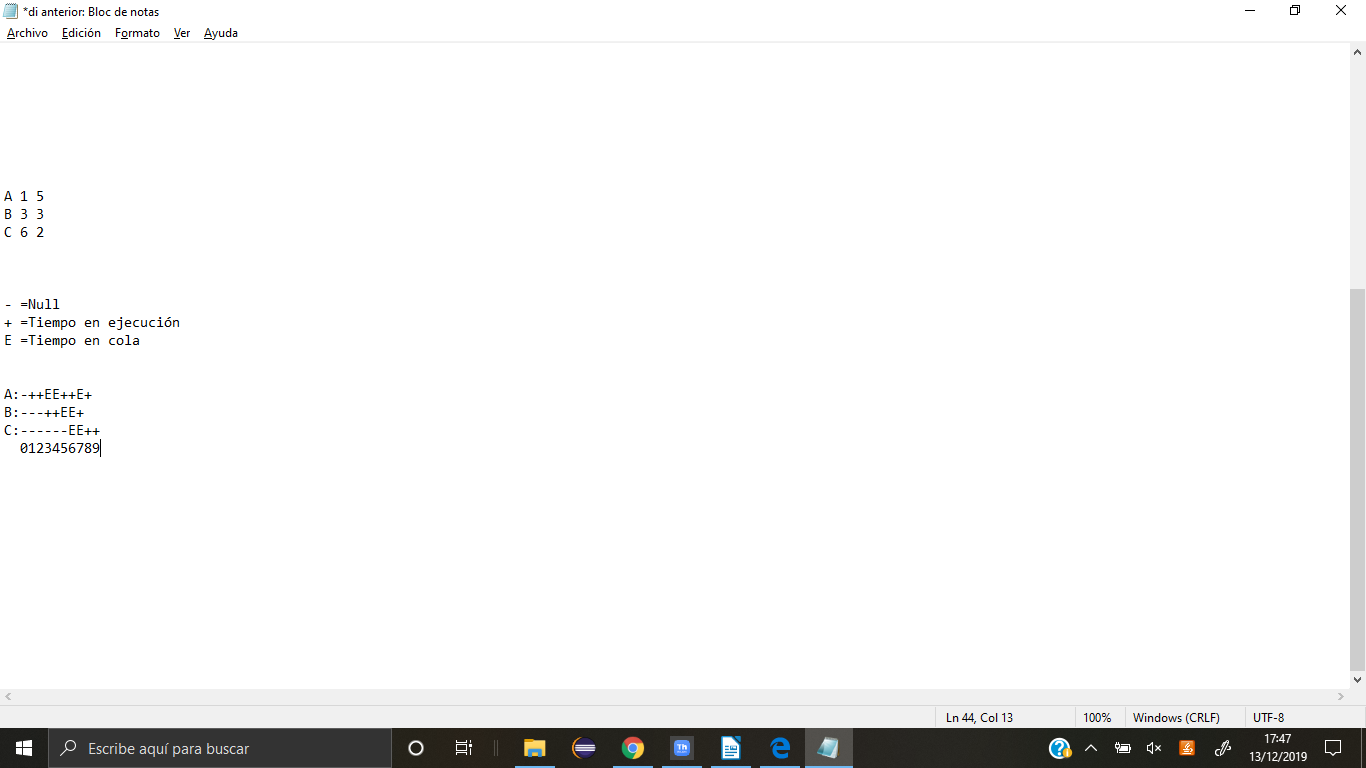 *di anterior: Bloc de notas
Archivo Edición Formato Ver Ayuda
A 1 5
B 3 3
C 6 2
- =Null
+ =Tiempo en ejecución
E =Tiempo en cola
A:-++EE++E+
B:---++EE+
C:------EE++
0123456789
Ln 44, Col 13 100% Windows (CRLF) UTF-8
Escribe aquí para buscar
Th
17:47
13/12/2019